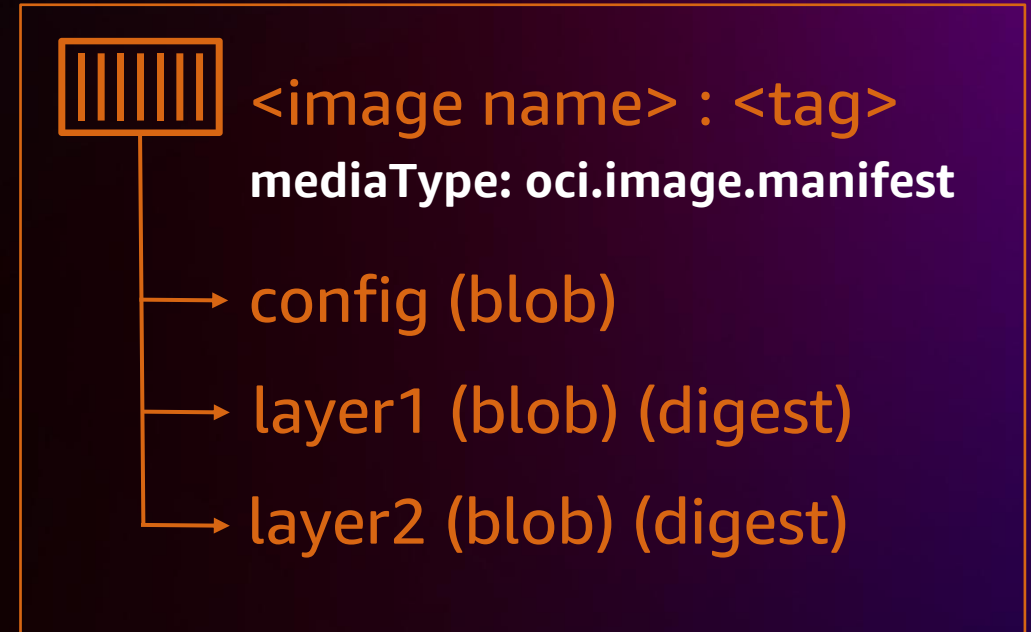 <image name> : <tag>
mediaType: oci.image.manifest
config (blob)
layer1 (blob) (digest)
layer2 (blob) (digest)